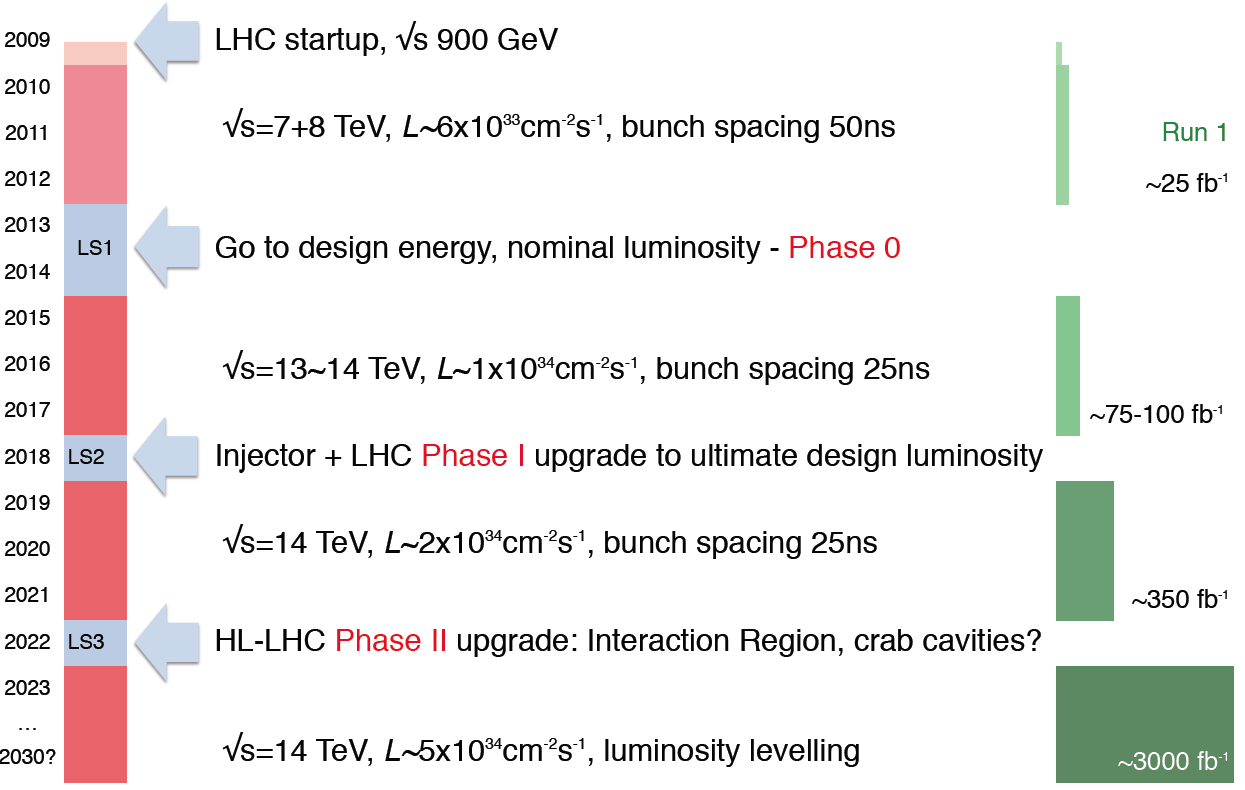 2009
LHC startup, √s 900 GeV
2010
√s=7+8 TeV, L~6x10³³cm⁻²s⁻¹, bunch spacing 50ns
2011
Run 1
2012
~25 fb⁻¹
2013
LS1
Go to design energy, nominal luminosity - Phase 0
2014
2015
√s=13~14 TeV, L~1x10³⁴cm⁻²s⁻¹, bunch spacing 25ns
2016
2017
~75-100 fb⁻¹
2018
LS2
Injector + LHC Phase I upgrade to ultimate design luminosity
2019
√s=14 TeV, L~2x10³⁴cm⁻²s⁻¹, bunch spacing 25ns
2020
2021
~350 fb⁻¹
2022
LS3
HL-LHC Phase II upgrade: Interaction Region, crab cavities?
2023
...
√s=14 TeV, L~5x10³⁴cm⁻²s⁻¹, luminosity levelling
2030?
~3000 fb⁻¹